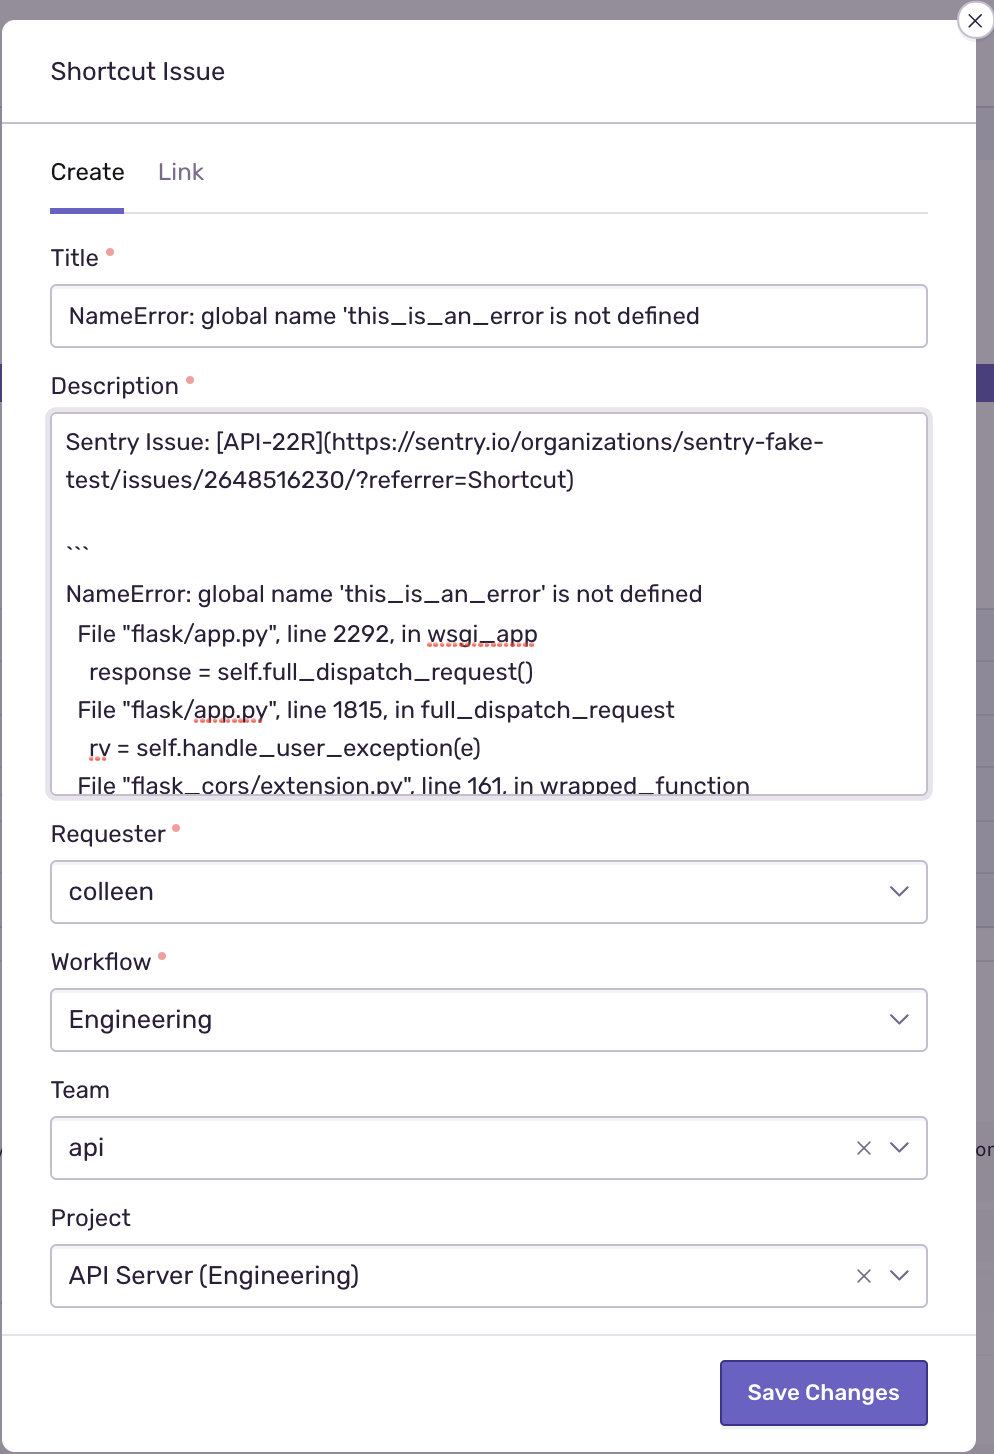 Shortcut Issue
Create Link
Title
NameError: global name 'this_is_an_error is not defined
Description
Sentry Issue: [API-22R](https://sentry.io/organizations/sentry-fake-
test/issues/2648516230/?referrer=Shortcut)
```
NameError: global name 'this_is_an_error' is not defined
File "flask/app.py", line 2292, in wsgi_app
response = self.full_dispatch_request()
File "flask/app.py", line 1815, in full_dispatch_request
rv = self.handle_user_exception(e)
File "flask_cors/extension.py", line 161, in wrapped_function
Requester
colleen
Workflow
Engineering
Team
api
or
Project
API Server (Engineering)
Save Changes